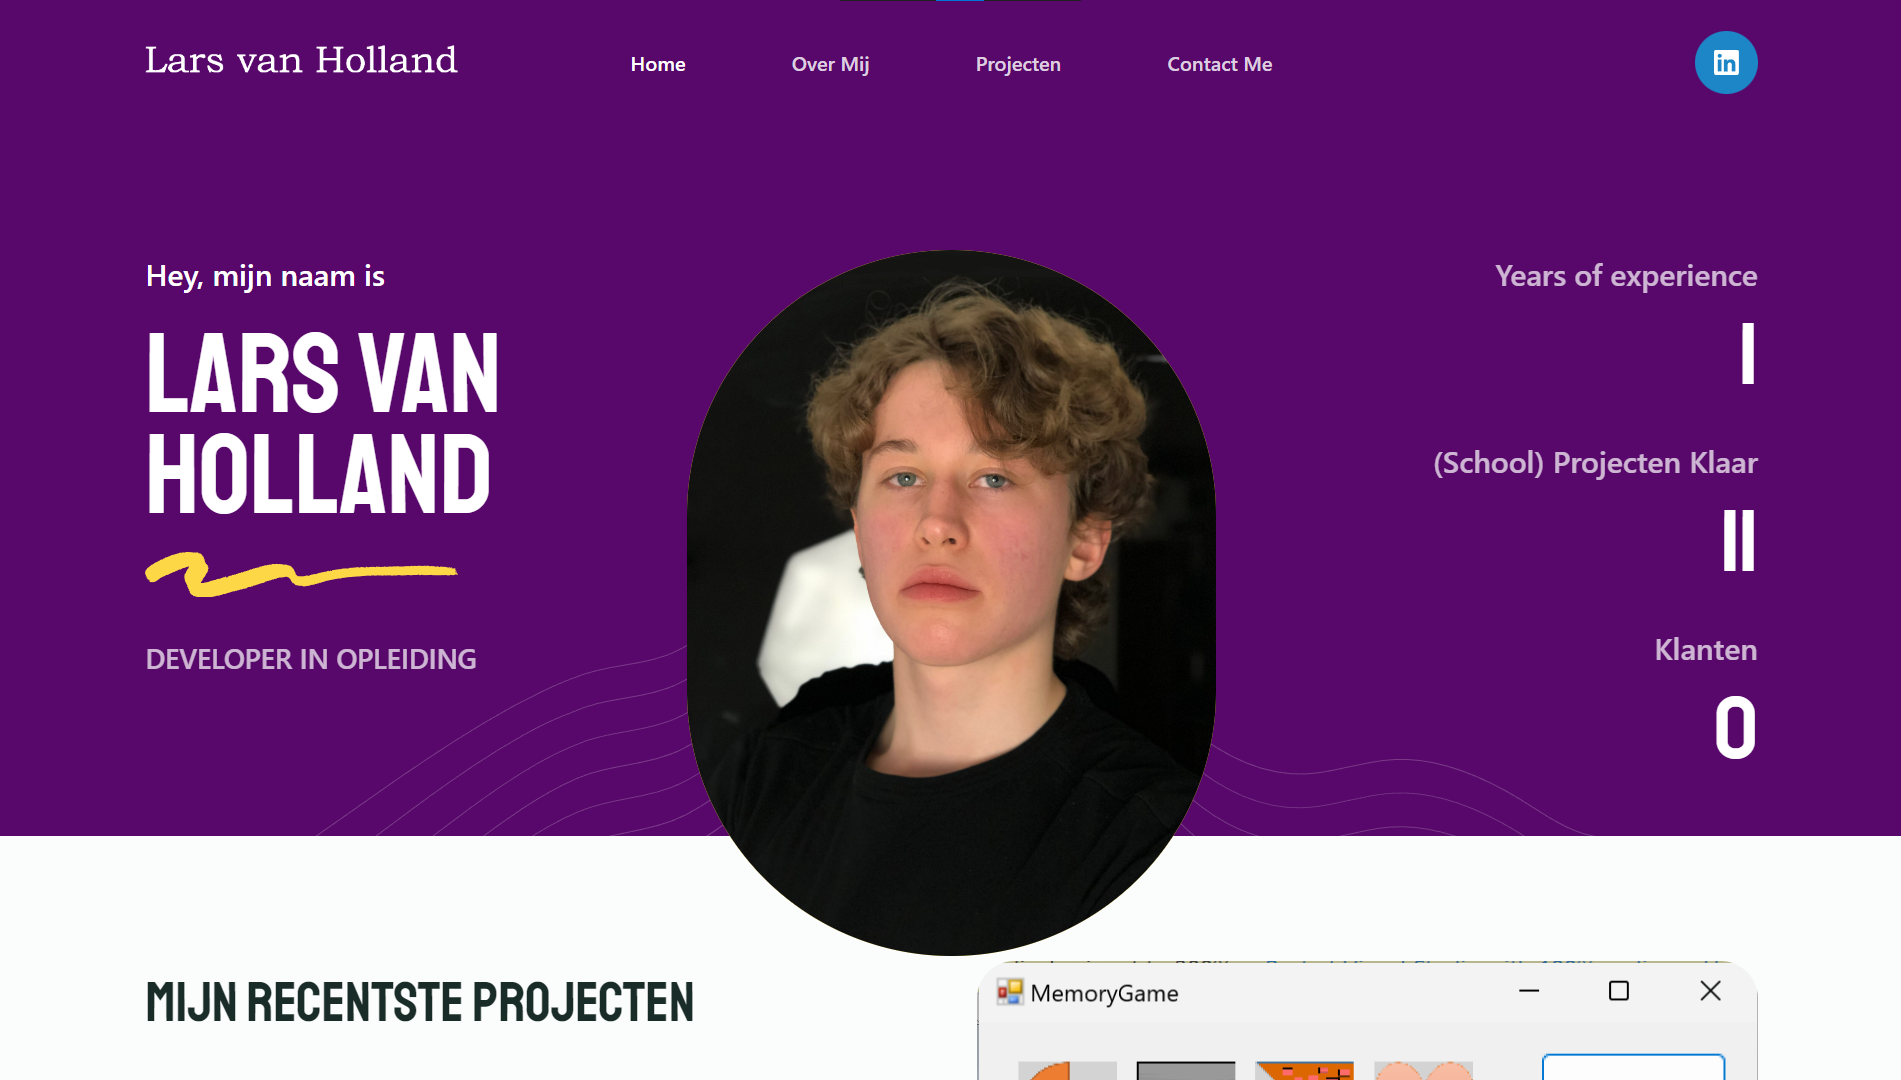 Lars van Holland
Home
Over Mij
Projecten
Contact Me
in
Hey, mijn naam is
LARS VAN
HOLLAND
DEVELOPER IN OPLEIDING
Years of experience
1
(School) Projecten Klaar
11
Klanten
0
MIJN RECENTSTE PROJECTEN
MemoryGame